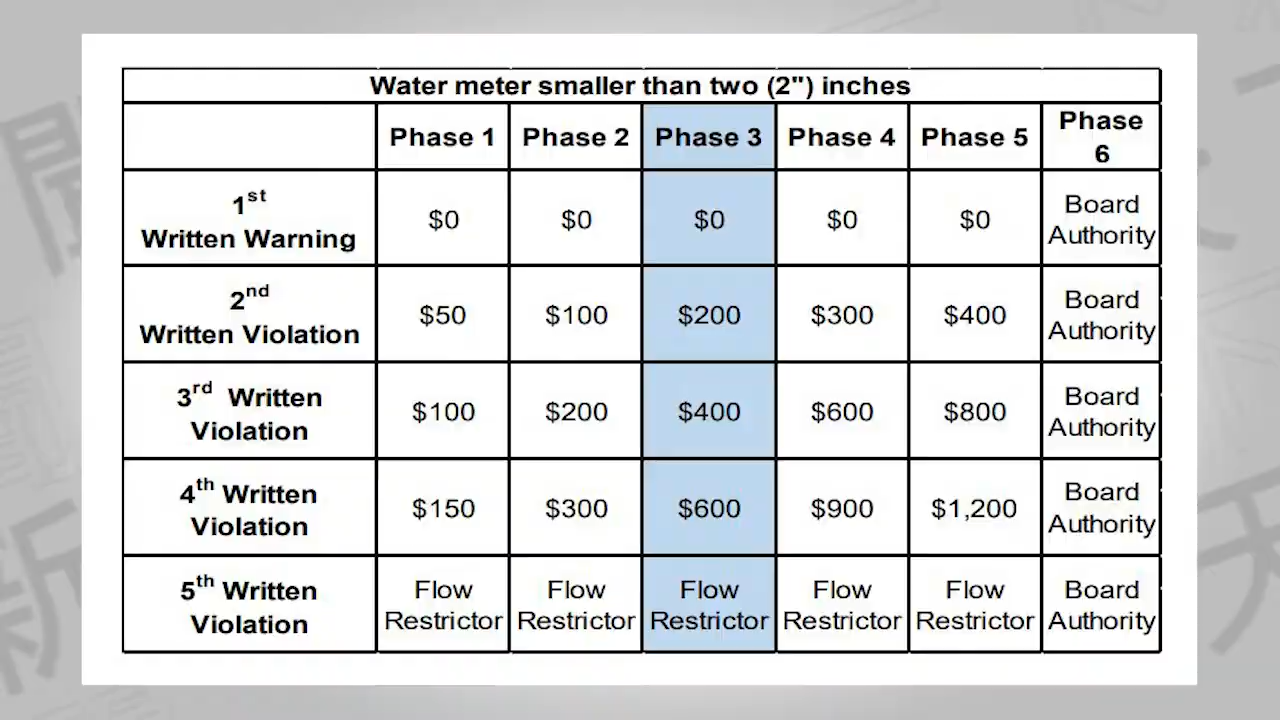 Water meter smaller than two (2") inches
Phase 1 Phase 2 Phase 3 Phase 4 Phase 5 Phase 6
1st Written Warning $0 $0 $0 $0 $0 Board Authority
2nd Written Violation $50 $100 $200 $300 $400 Board Authority
3rd Written Violation $100 $200 $400 $600 $800 Board Authority
4th Written Violation $150 $300 $600 $900 $1,200 Board Authority
5th Written Violation Flow Restrictor Flow Restrictor Flow Restrictor Flow Restrictor Flow Restrictor Board Authority
聞
新
天